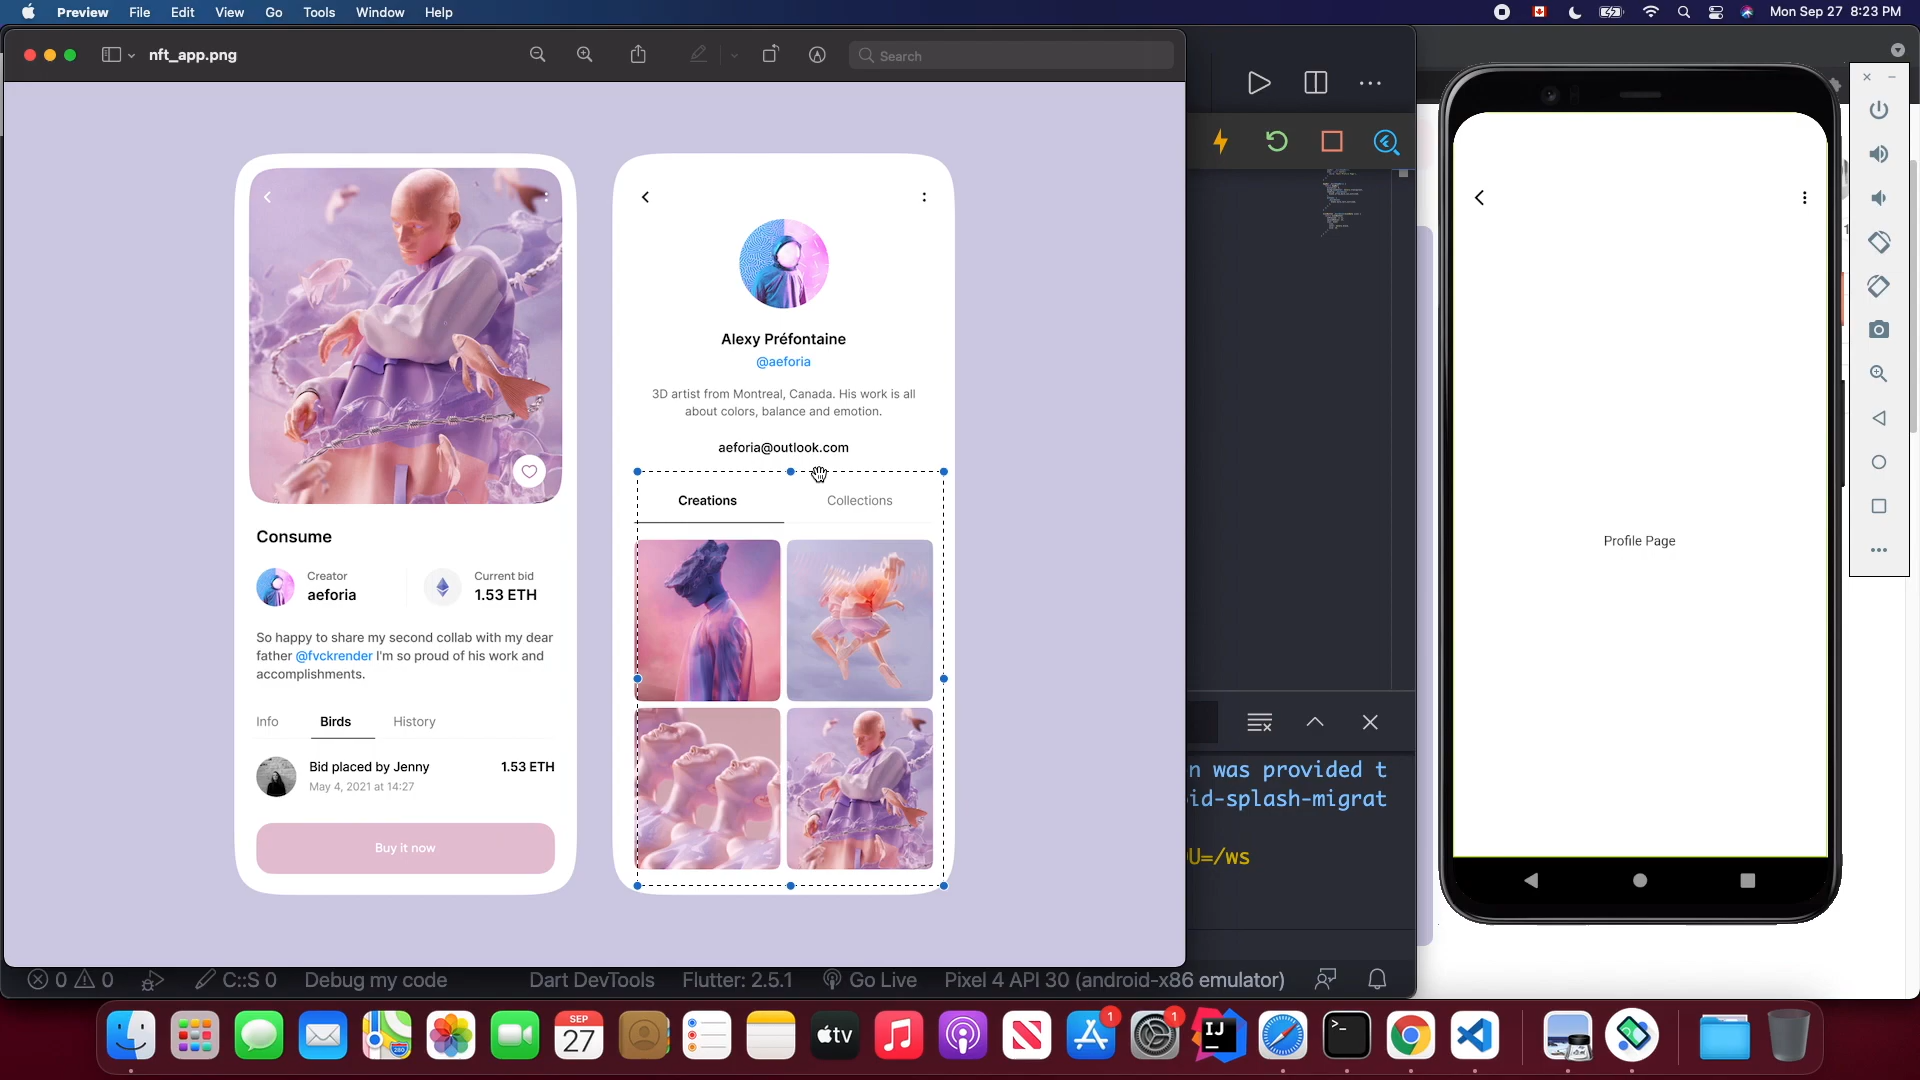 Preview File Edit View Go Tools Window Help
Mon Sep 27 8:23 PM
nft_app.png
Search
Consume
Creator
aeforia
Current bid
1.53 ETH
So happy to share my second collab with my dear
father @fvckrender I'm so proud of his work and
accomplishments.
Info Birds History
Bid placed by Jenny
1.53 ETH
May 4, 2021 at 14:27
Buy it now
Alexy Préfontaine
@aeforia
3D artist from Montreal, Canada. His work is all
about colors, balance and emotion.
aeforia@outlook.com
Creations Collections
n was provided t
id-splash-migrat
U=/ws
Profile Page
0 0 C::S 0 Debug my code Dart DevTools Flutter: 2.5.1 Go Live Pixel 4 API 30 (android-x86 emulator)
SEP
27
tv
1
1
IJ
280